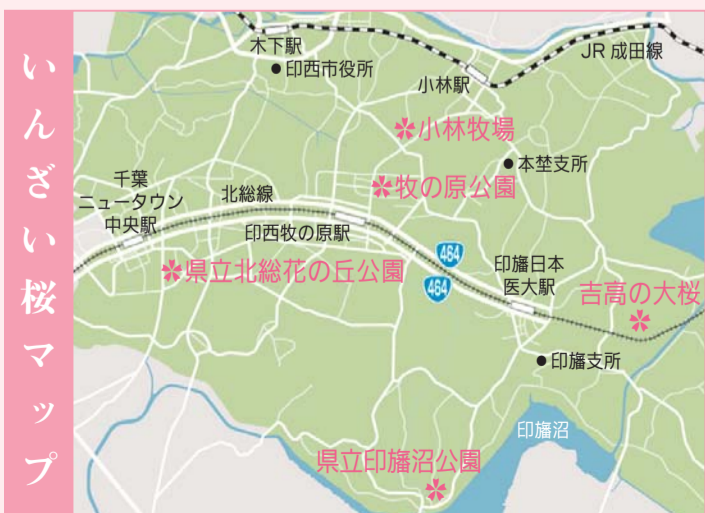 いんざい桜マップ
木下駅
印西市役所
JR 成田線
小林駅
小林牧場
本埜支所
千葉
ニュータウン
中央駅
北総線
牧の原公園
印西牧の原駅
県立北総花の丘公園
464
464
印旛日本
医大駅
吉高の大桜
印旛支所
印旛沼
県立印旛沼公園